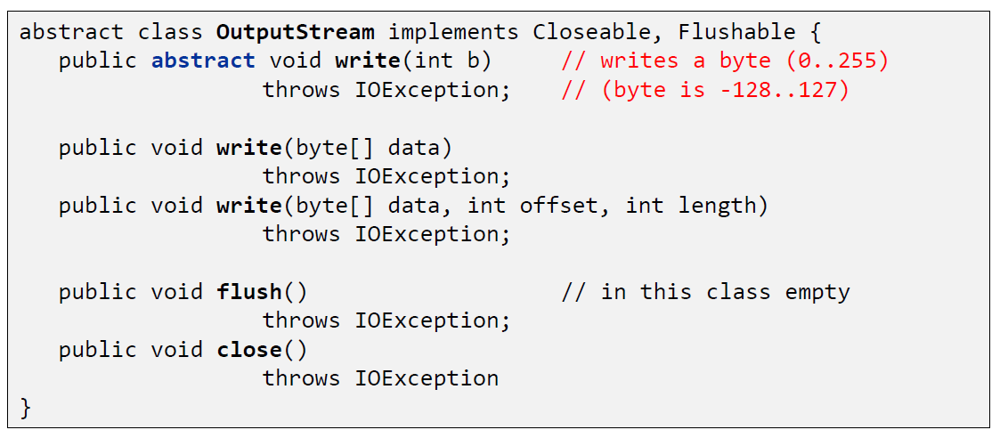 abstract class OutputStream implements Closeable, Flushable {
public abstract void write(int b) // writes a byte (0..255)
throws IOException; // (byte is -128..127)
public void write(byte[] data)
throws IOException;
public void write(byte[] data, int offset, int length)
throws IOException;
public void flush() // in this class empty
throws IOException;
public void close()
throws IOException
}